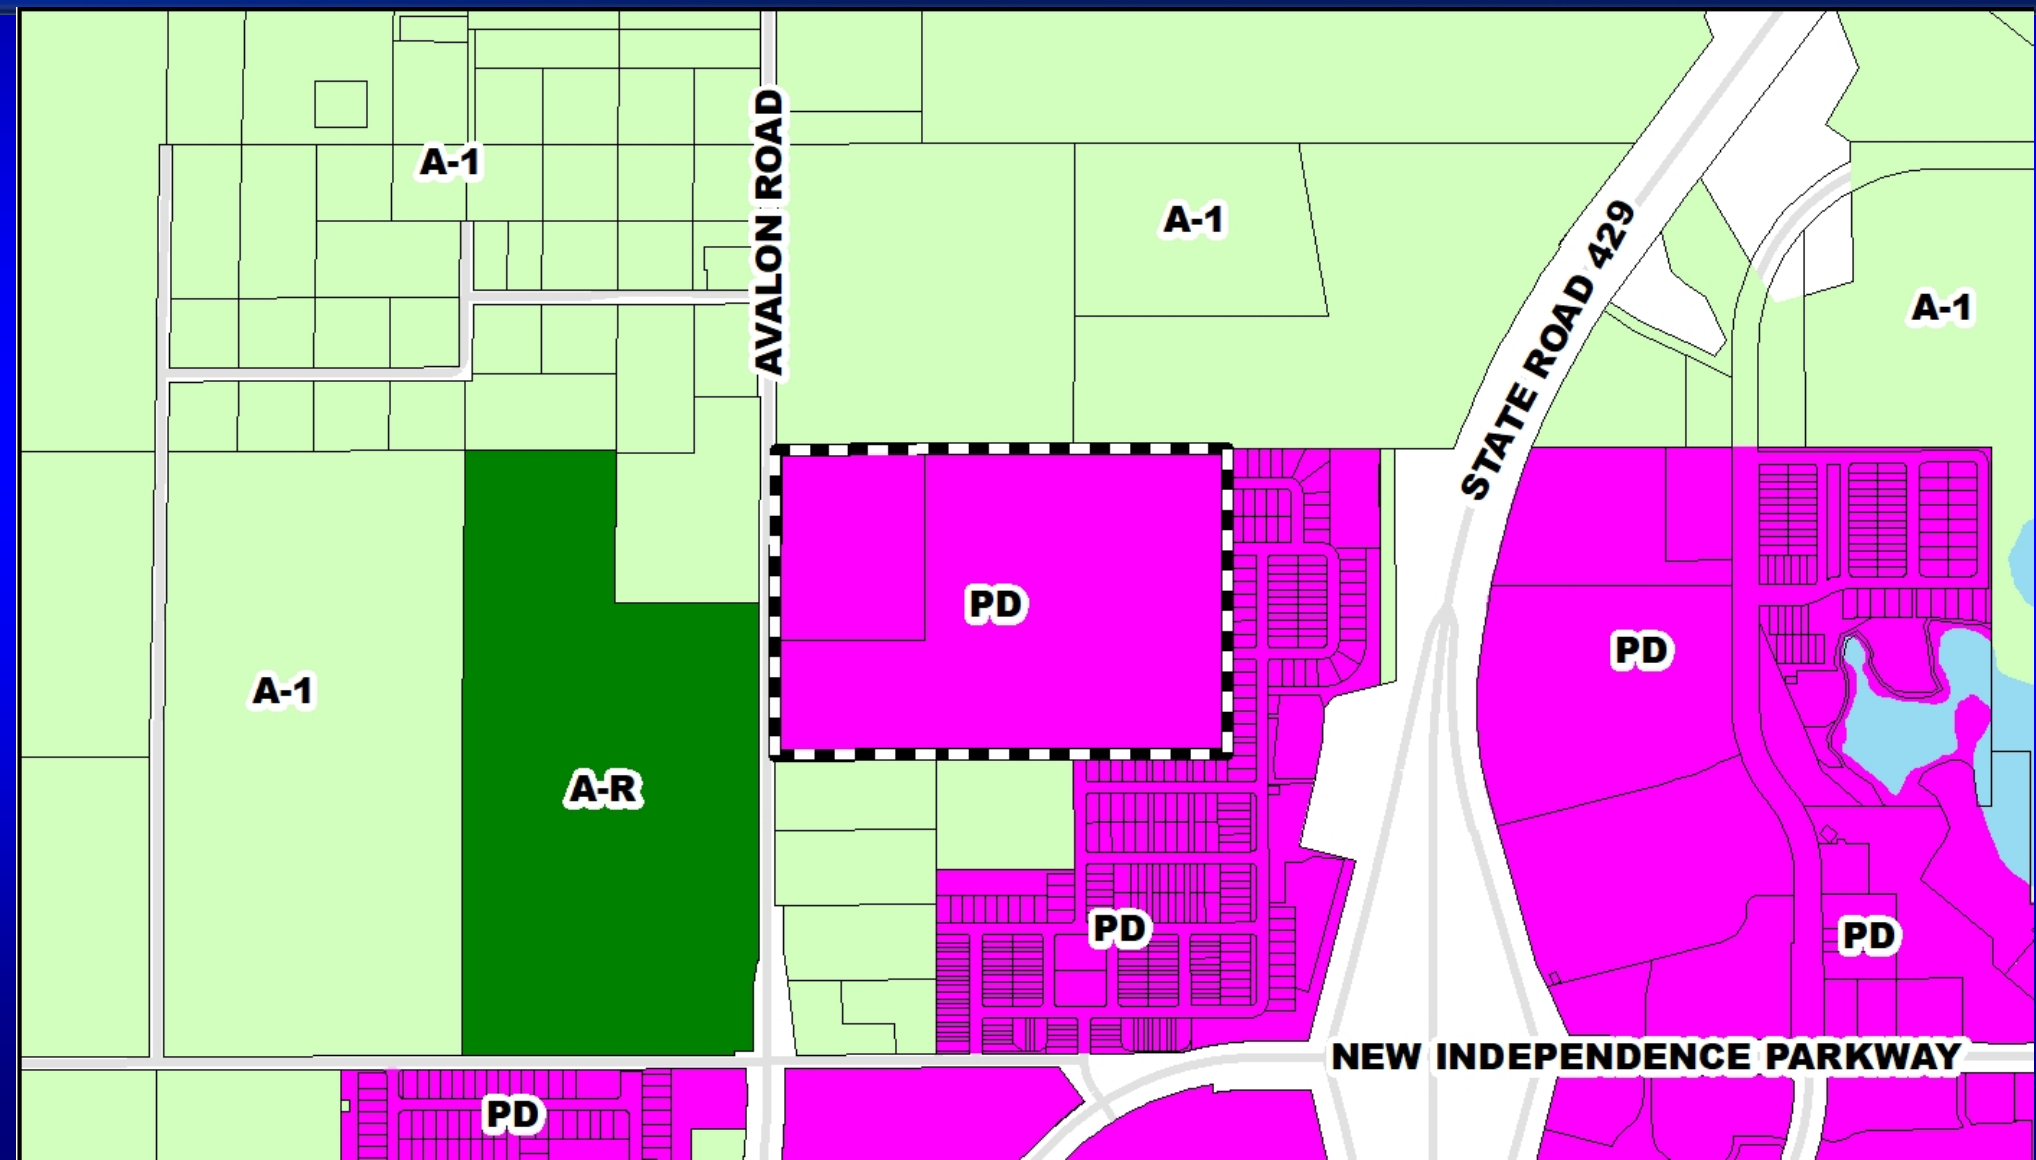 A-1
AVALON ROAD
A-1
STATE ROAD 429
A-1
PD
PD
A-1
A-R
PD
PD
NEW INDEPENDENCE PARKWAY
PD